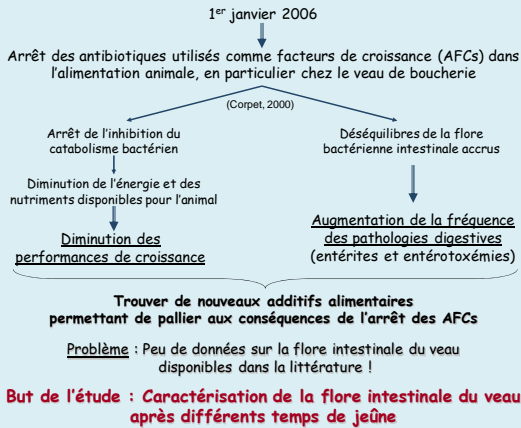 1er janvier 2006
Arrêt des antibiotiques utilisés comme facteurs de croissance (AFCs) dans
l'alimentation animale, en particulier chez le veau de boucherie
(Corpet, 2000)
Arrêt de l'inhibition du
catabolisme bactérien
Diminution de l'énergie et des
nutriments disponibles pour l'animal
Diminution des
performances de croissance
Déséquilibres de la flore
bactérienne intestinale accrus
Augmentation de la fréquence
des pathologies digestives
(entérites et entérotoxémies)
Trouver de nouveaux additifs alimentaires
permettant de pallier aux conséquences de l'arrêt des AFCs
Problème : Peu de données sur la flore intestinale du veau
disponibles dans la littérature !
But de l'étude : Caractérisation de la flore intestinale du veau
après différents temps de jeûne